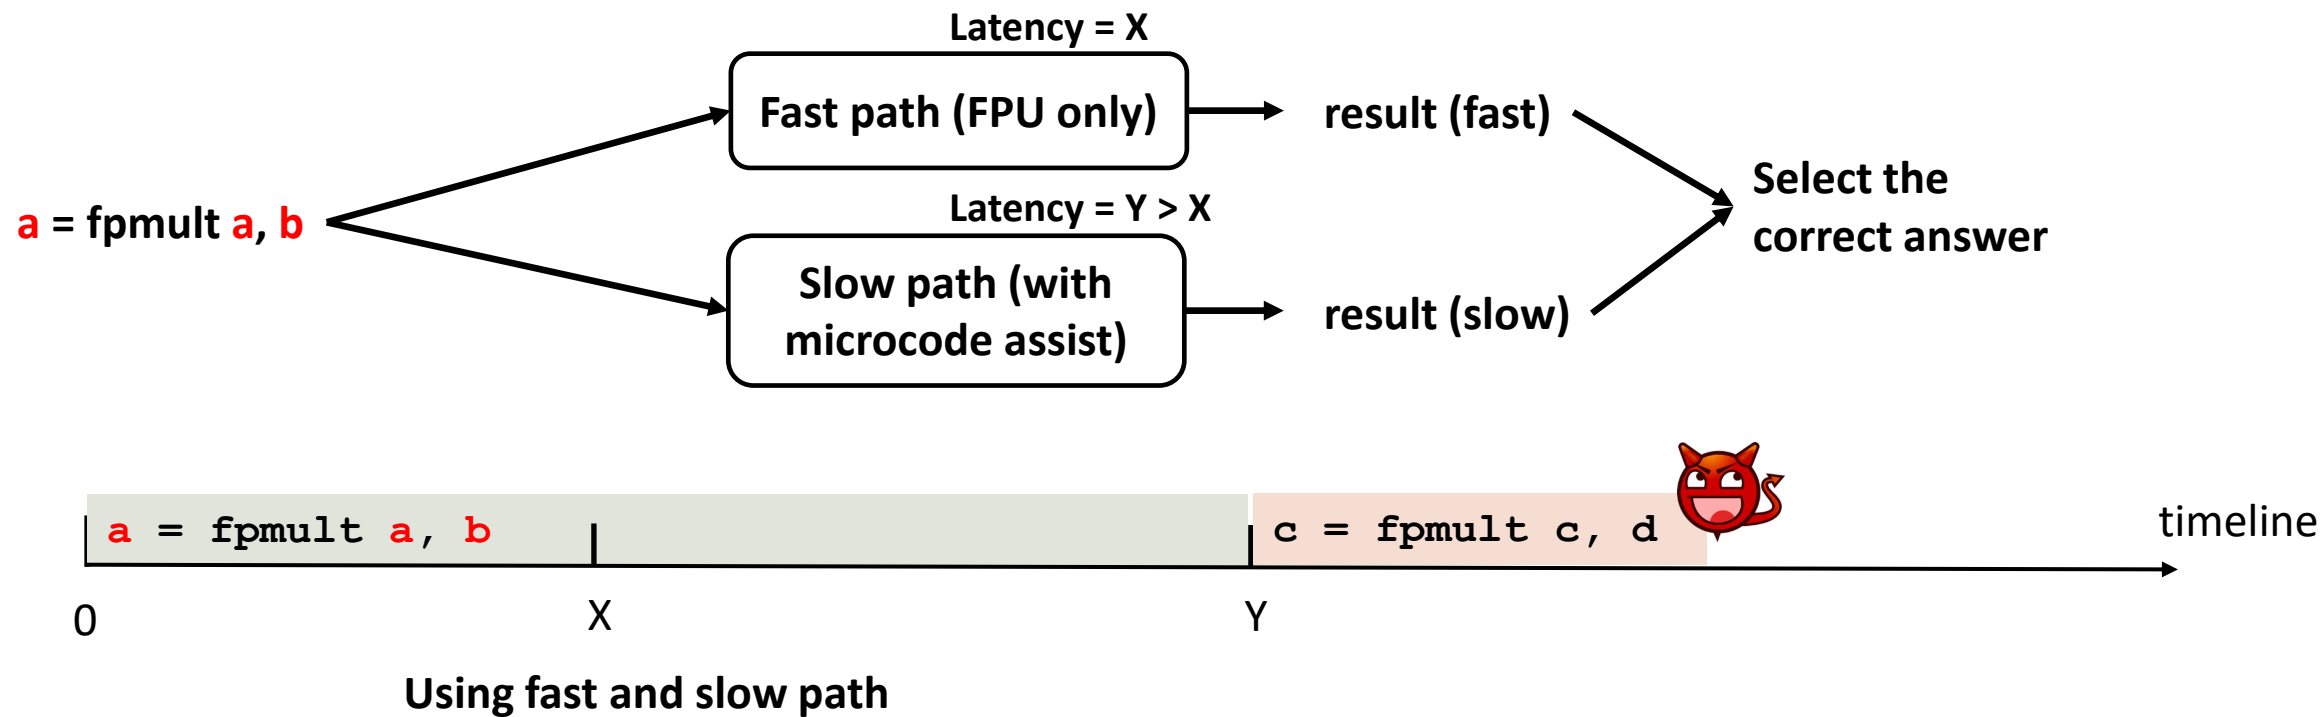 Latency = X
Fast path (FPU only)
result (fast)
Select the
correct answer
a = fpmult a, b
Latency = Y > X
Slow path (with
microcode assist)
result (slow)
a = fpmult a, b
c = fpmult c, d
timeline
0
X
Y
Using fast and slow path